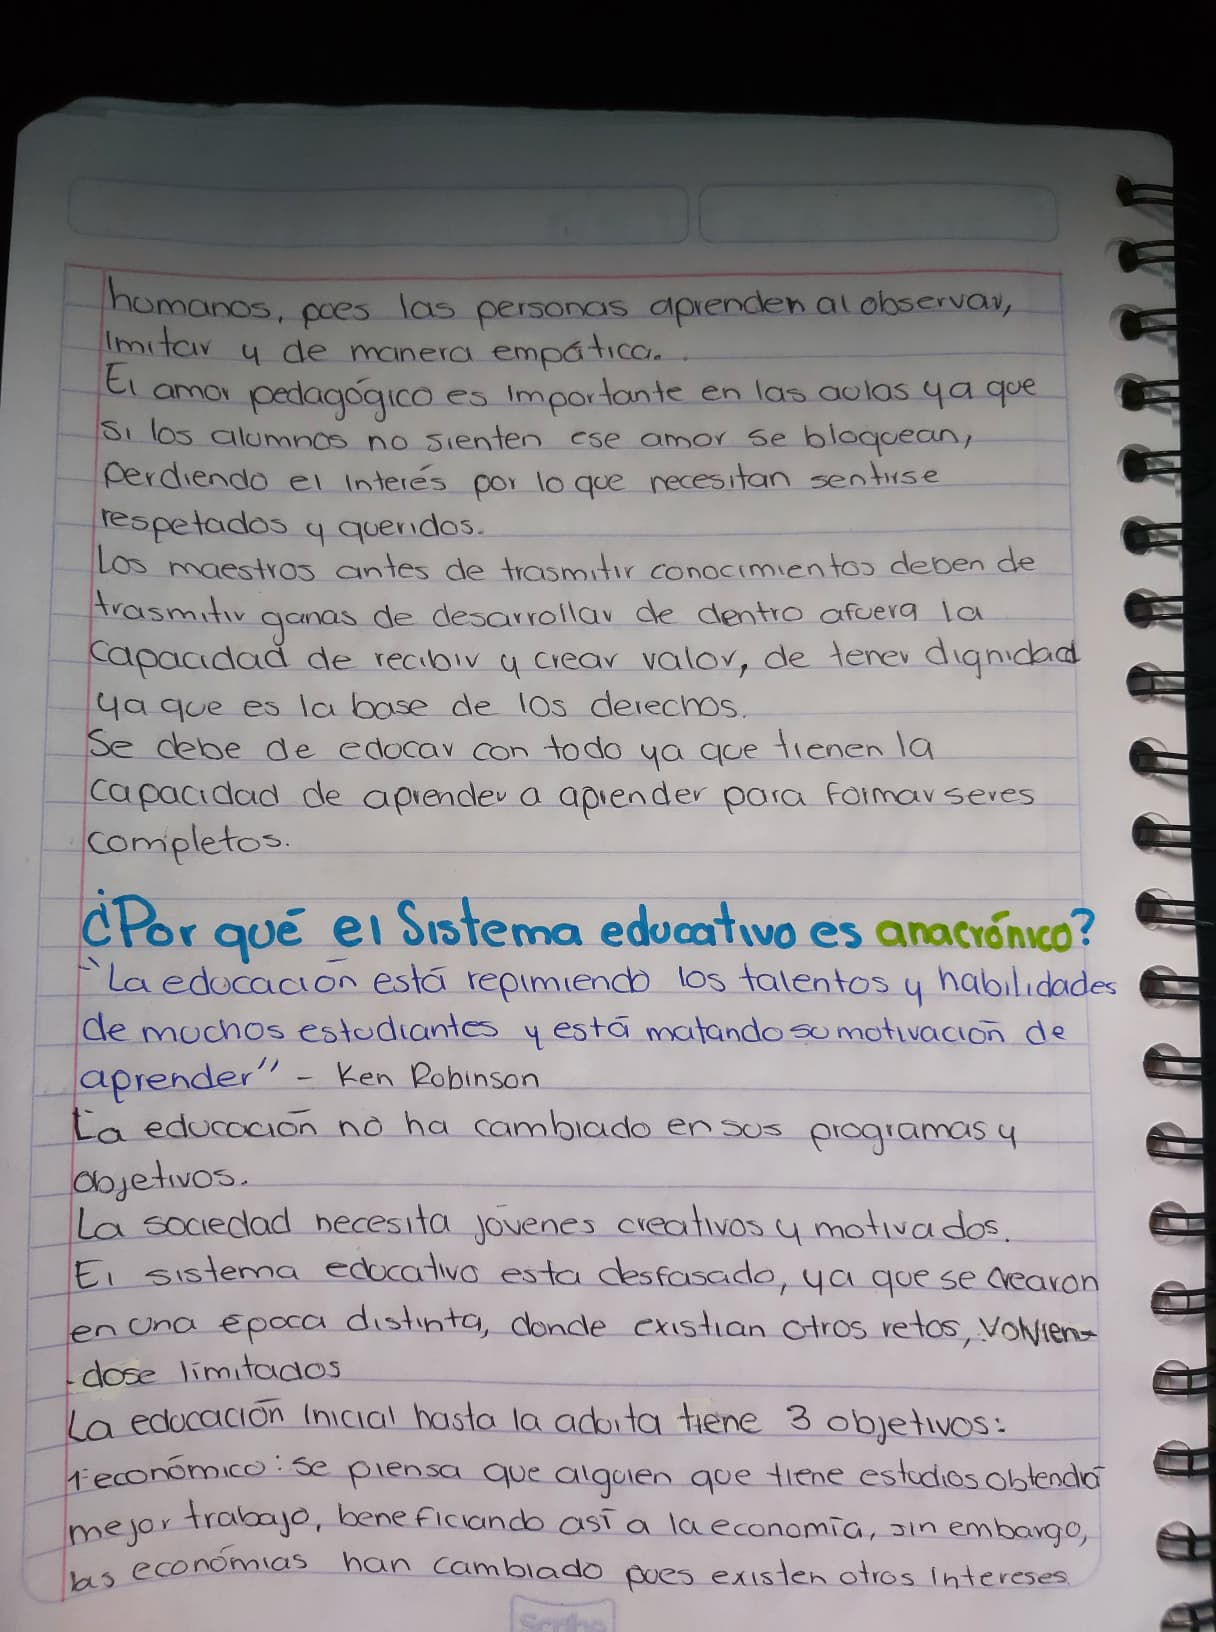 humanos, pues las personas aprenden al observar,
imitar y de manera empática.
El amor pedagógico es importante en las aulas ya que
si los alumnos no sienten ese amor se bloquean,
perdiendo el interés por lo que necesitan sentirse
respetados y queridos.
Los maestros antes de trasmitir conocimientos deben de
trasmitir ganas de desarrollar de dentro afuera la
capacidad de recibir y crear valor, de tener dignidad
ya que es la base de los derechos.
Se debe de educar con todo ya que tienen la
capacidad de aprender a aprender para formar seres
completos.
¿Por qué el Sistema educativo es anacrónico?
"La educación está repimiendo los talentos y habilidades
de muchos estudiantes y está matando su motivación de
aprender" - Ken Robinson
La educación no ha cambiado en sus programas y
objetivos.
La sociedad necesita jóvenes creativos y motivados.
El sistema educativo esta desfasado, ya que se crearon
en una epoca distinta, donde existian otros retos, volvien-
-dose limitados
La educación inicial hasta la adulta tiene 3 objetivos:
1-económico: se piensa que alguien que tiene estudios obtendrá
mejor trabajo, beneficiando así a la economía, sin embargo,
las económias han cambiado pues existen otros intereses
Scribe